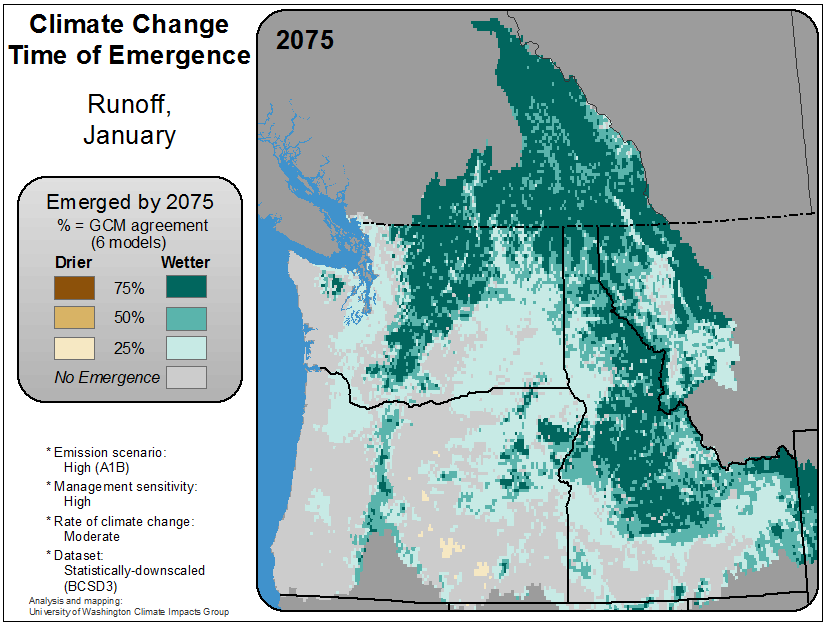 Climate Change
Time of Emergence
Runoff,
January
2075
Emerged by 2075
% = GCM agreement
(6 models)
Drier Wetter
75%
50%
25%
No Emergence
* Emission scenario:
High (A1B)
* Management sensitivity:
High
* Rate of climate change:
Moderate
* Dataset:
Statistically-downscaled
(BCSD3)
Analysis and mapping:
University of Washington Climate Impacts Group